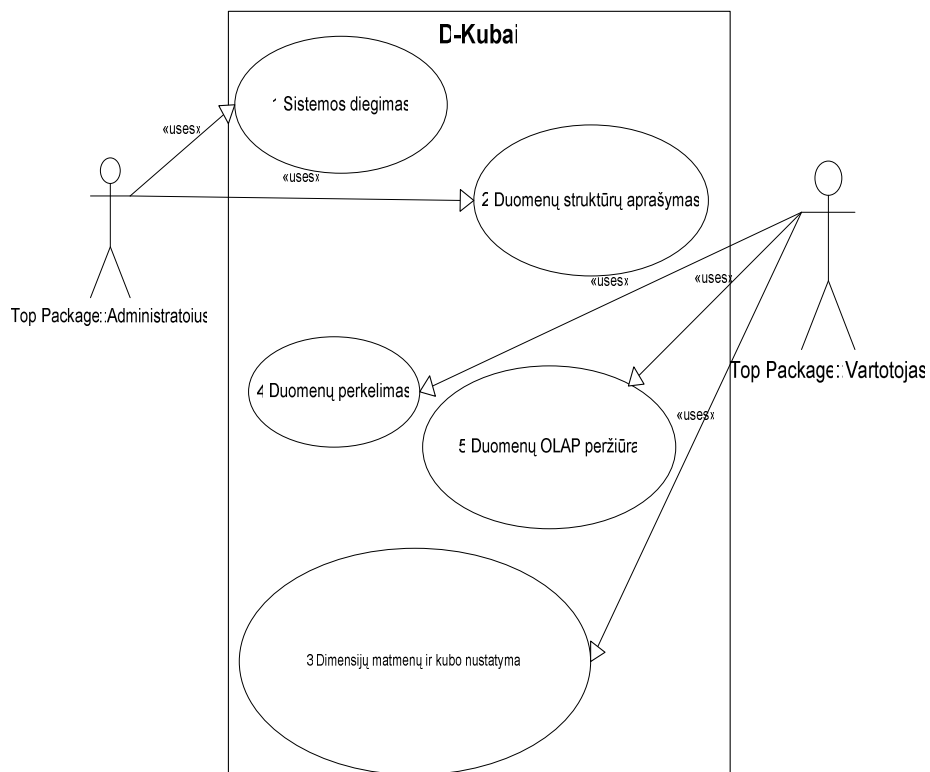 D-Kubai
1 Sistemos diegimas
«uses»
«uses»
2 Duomenų struktūrų aprašymas
Top Package::Administratoius
«uses»
«uses»
4 Duomenų perkelimas
Top Package::Vartotojas
«uses»
5 Duomenų OLAP peržiūra
3 Dimensijų matmenų ir kubo nustatyma